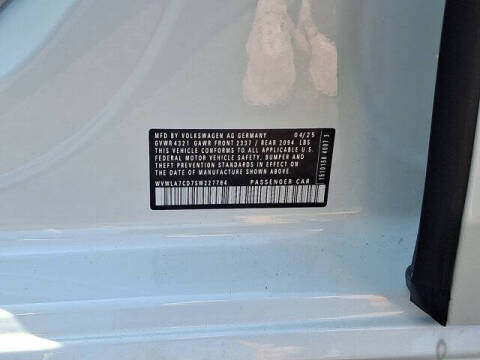 MFD BY VOLKSWAGEN AG GERMANY 04/25
GVWR4321 GAWR FRONT 2337 / REAR 2094 LBS
THIS VEHICLE CONFORMS TO ALL APPLICABLE U.S.
FEDERAL MOTOR VEHICLE SAFETY, BUMPER AND
THEFT PREVENTION STANDARDS IN EFFECT ON
THE DATE OF MANUFACTURE SHOWN ABOVE.
WVWLA7CD7SW227784 PASSENGER CAR